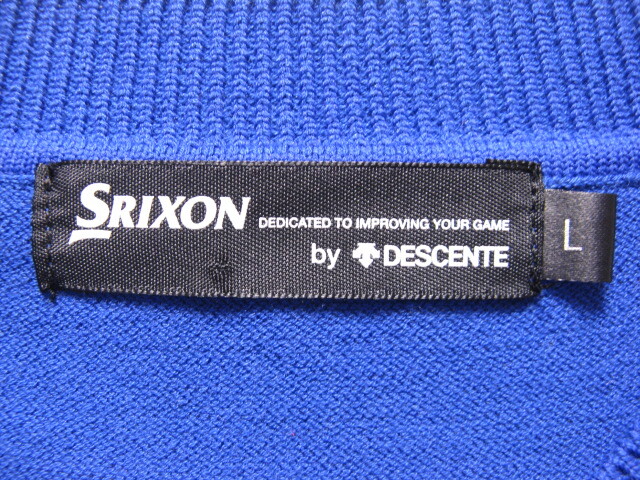 SRIXON DEDICATED TO IMPROVING YOUR GAME
by DESCENTE
L